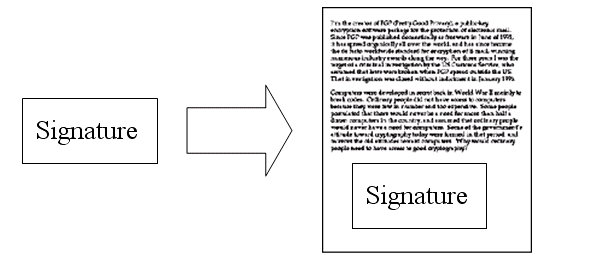 Signature
I'm the creator of PGP (Pretty Good Privacy), a public-key
encryption software package for the protection of electronic mail.
Since PGP was published domestically as freeware in June of 1991,
it has spread organically all over the world, and has since become
the de facto worldwide standard for encryption of E-mail, winning
numerous industry awards along the way. For three years I was the
target of a criminal investigation by the US Customs Service, who
assumed that laws were broken when PGP spread outside the US.
That investigation was closed without indictment in January 1996.
Computers were developed in secret back in World War II mainly to
break codes. Ordinary people did not have access to computers,
because they were few in number and too expensive. Some people
postulated that there would never be a need for more than half a
dozen computers in the country, and assumed that ordinary people
would never have a need for computers. Some of the government's
attitude toward cryptography today were formed in that period, and
the old attitudes toward computers. Why would ordinary
people need to have access to good cryptography?
Signature